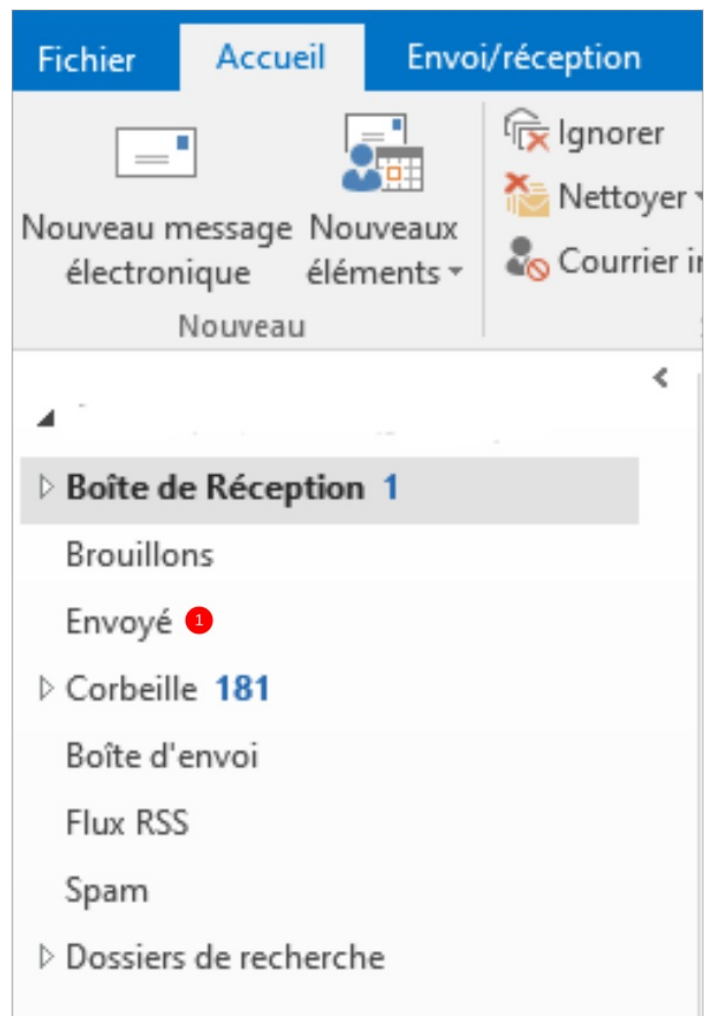 Fichier Accueil Envoi/réception
Ignorer
Nettoyer
Courrier
Nouveau message électronique
Nouveaux éléments
Nouveau
Boîte de Réception 1
Brouillons
Envoyé 1
Corbeille 181
Boîte d'envoi
Flux RSS
Spam
Dossiers de recherche